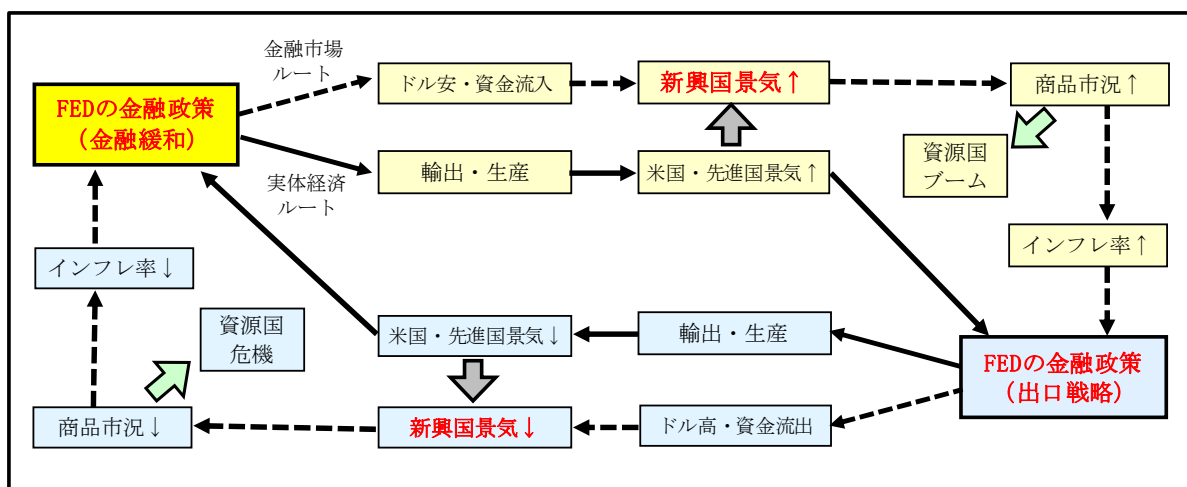 金融市場
ルート
FEDの金融政策
(金融緩和)
ドル安・資金流入
新興国景気↑
商品市況↑
資源国
ブーム
輸出・生産
米国・先進国景気↑
実体経済
ルート
インフレ率↓
インフレ率↑
資源国
危機
米国・先進国景気↓
輸出・生産
FEDの金融政策
(出口戦略)
商品市況↓
新興国景気↓
ドル高・資金流出